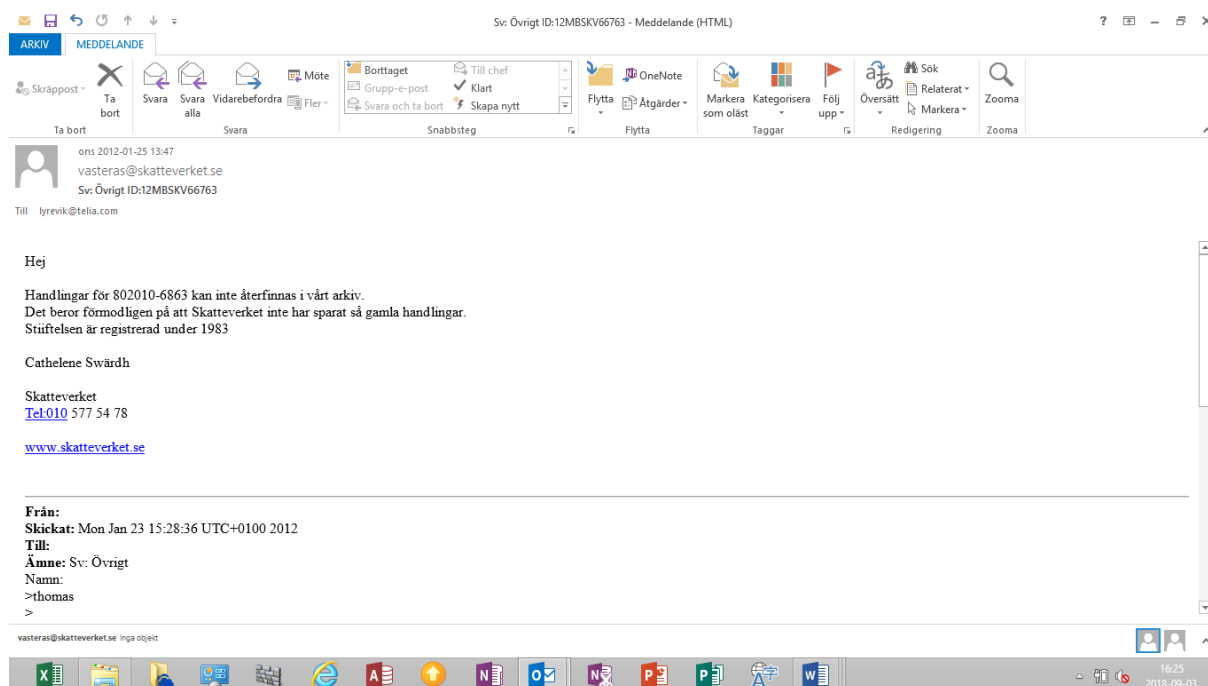 Sv: Övrigt ID:12MBSKV66763 - Meddelande (HTML)
ARKIV MEDDELANDE
Skräppost
Ta bort
Svara
Svara alla
Vidarebefordra
Möte
Fler
Borttaget
Grupp-e-post
Svara och ta bort
Till chef
Klart
Skapa nytt
Flytta
OneNote
Åtgärder
Markera som oläst
Kategorisera
Följ upp
Översätt
Sök
Relaterat
Markera
Zooma
Ta bort Svara Snabbsteg Flytta Taggar Redigering Zooma
ons 2012-01-25 13:47
vasteras@skatteverket.se
Sv: Övrigt ID:12MBSKV66763
Till lyrevik@telia.com
Hej
Handlingar för 802010-6863 kan inte återfinnas i vårt arkiv.
Det beror förmodligen på att Skatteverket inte har sparat så gamla handlingar.
Stiiftelsen är registrerad under 1983
Cathelene Swärdh
Skatteverket
Tel:010 577 54 78
www.skatteverket.se
Från:
Skickat: Mon Jan 23 15:28:36 UTC+0100 2012
Till:
Ämne: Sv: Övrigt
Namn:
>thomas
>
vasteras@skatteverket.se Inga objekt
16:25
2018-09-03